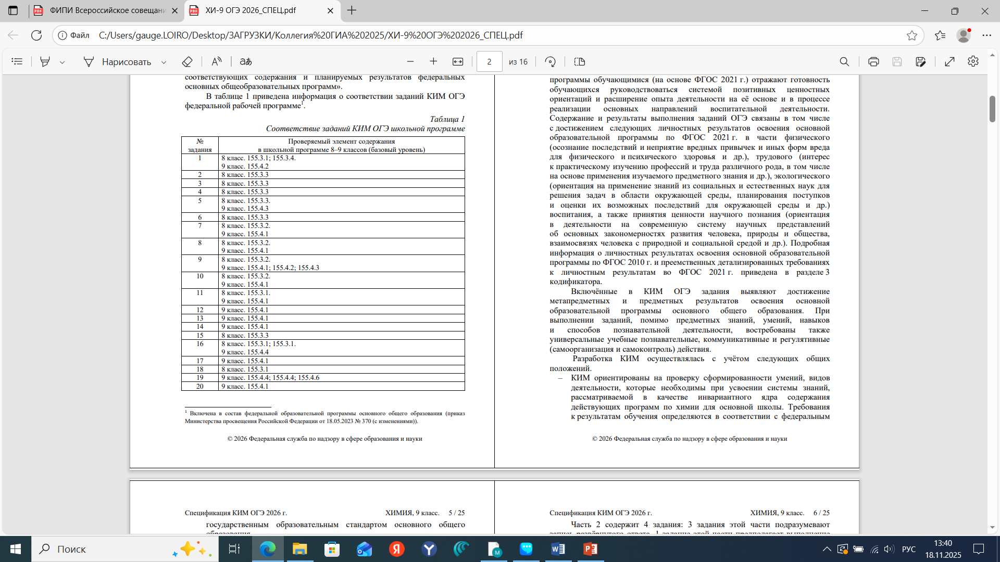 ФИПИ Всероссийское совещани
ХИ-9 ОГЭ 2026_СПЕЦ.pdf
Файл
C:/Users/gauge.LOIRO/Desktop/ЗАГРУЗКИ/Коллегия%20ГИА%202025/ХИ-9%20ОГЭ%202026_СПЕЦ.pdf
Нарисовать
2
из 16
соответствующих содержания и планируемых результатов федеральных
основных общеобразовательных программ».
В таблице 1 приведена информация о соответствии заданий КИМ ОГЭ
федеральной рабочей программе1.
Таблица 1
Соответствие заданий КИМ ОГЭ школьной программе
№
задания
Проверяемый элемент содержания
в школьной программе 8–9 классов (базовый уровень)
1
8 класс. 155.3.1; 155.3.4.
9 класс. 155.4.2
2
8 класс. 155.3.3
3
8 класс. 155.3.3
4
8 класс. 155.3.3
5
8 класс. 155.3.3.
9 класс. 155.4.3
6
8 класс. 155.3.3
7
8 класс. 155.3.2.
9 класс. 155.4.1
8
8 класс. 155.3.2.
9 класс. 155.4.1
9
8 класс. 155.3.2.
9 класс. 155.4.1; 155.4.2; 155.4.3
10
8 класс. 155.3.2.
9 класс. 155.4.1
11
8 класс. 155.3.1.
9 класс. 155.4.1
12
9 класс. 155.4.1
13
9 класс. 155.4.1
14
9 класс. 155.4.1
15
8 класс. 155.3.3
16
8 класс. 155.3.1; 155.3.1.
9 класс. 155.4.4
17
9 класс. 155.4.1
18
8 класс. 155.3.1
19
9 класс. 155.4.4; 155.4.4; 155.4.6
20
9 класс. 155.4.1
1 Включена в состав федеральной образовательной программы основного общего образования (приказ
Министерства просвещения Российской Федерации от 18.05.2023 № 370 (с изменениями)).
© 2026 Федеральная служба по надзору в сфере образования и науки
программы обучающимися (на основе ФГОС 2021 г.) отражают готовность
обучающихся руководствоваться системой позитивных ценностных
ориентаций и расширение опыта деятельности на её основе и в процессе
реализации основных направлений воспитательной деятельности.
Содержание и результаты выполнения заданий ОГЭ связаны в том числе
с достижением следующих личностных результатов освоения основной
образовательной программы по ФГОС 2021 г. в части физического
(осознание последствий и неприятие вредных привычек и иных форм вреда
для физического и психического здоровья и др.), трудового (интерес
к практическому изучению профессий и труда различного рода, в том числе
на основе применения изучаемого предметного знания и др.), экологического
(ориентация на применение знаний из социальных и естественных наук для
решения задач в области окружающей среды, планирования поступков
и оценки их возможных последствий для окружающей среды и др.)
воспитания, а также принятия ценности научного познания (ориентация
в деятельности на современную систему научных представлений
об основных закономерностях развития человека, природы и общества,
взаимосвязях человека с природной и социальной средой и др.). Подробная
информация о личностных результатах освоения основной образовательной
программы по ФГОС 2010 г. и преемственных детализированных требованиях
к личностным результатам во ФГОС 2021 г. приведена в разделе 3
кодификатора.
Включённые в КИМ ОГЭ задания выявляют достижение
метапредметных и предметных результатов освоения основной
образовательной программы основного общего образования. При
выполнении заданий, помимо предметных знаний, умений, навыков
и способов познавательной деятельности, востребованы также
универсальные учебные познавательные, коммуникативные и регулятивные
(самоорганизация и самоконтроль) действия.
Разработка КИМ осуществлялась с учётом следующих общих
положений.
– КИМ ориентированы на проверку сформированности умений, видов
деятельности, которые необходимы при усвоении системы знаний,
рассматриваемой в качестве инвариантного ядра содержания
действующих программ по химии для основной школы. Требования
к результатам обучения определяются в соответствии с федеральным
© 2026 Федеральная служба по надзору в сфере образования и науки
Спецификация КИМ ОГЭ 2026 г. ХИМИЯ, 9 класс. 5 / 25
государственным образовательным стандартом основного общего
образования
Спецификация КИМ ОГЭ 2026 г. ХИМИЯ, 9 класс. 6 / 25
Часть 2 содержит 4 задания: 3 задания этой части подразумевают
запись развёрнутого ответа, 1 задание этой части предполагает выполнение
Поиск
РУС
13:40
18.11.2025